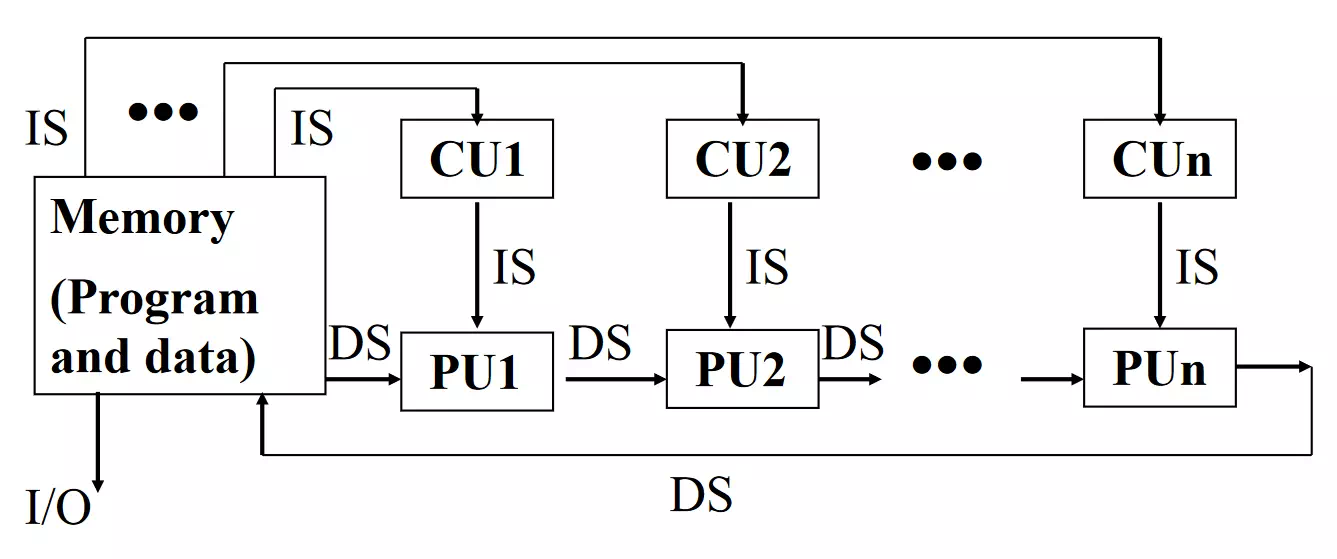 IS
•••
IS
CU1
CU2
•••
CUn
Memory
(Program
and data)
IS
IS
IS
DS
PU1
DS
PU2
DS
•••
PUn
I/O
DS